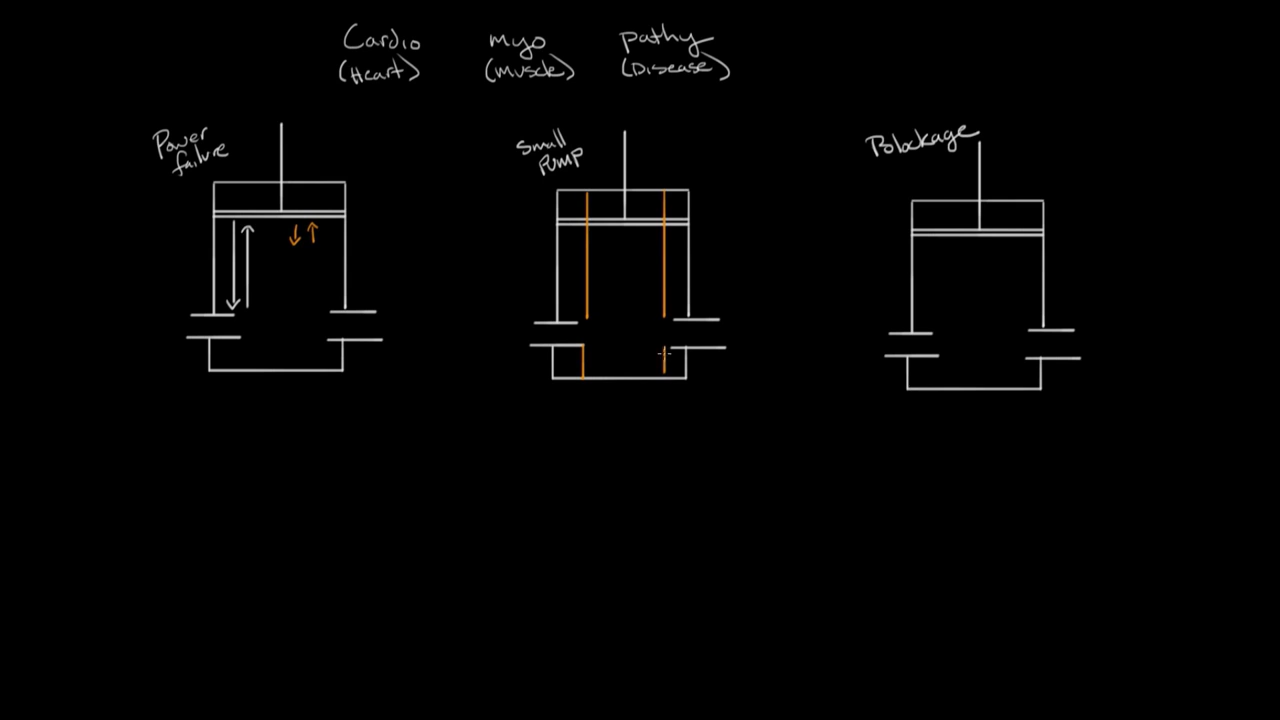 Cardio myo pathy
(Heart) (Muscle) (Disease)
Power
failure
Small
Pump
Blockage